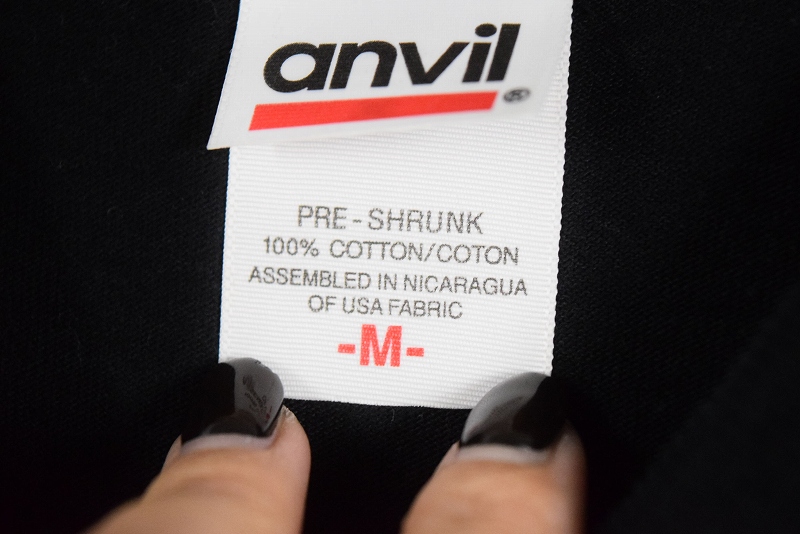 anvil®
PRE-SHRUNK
100% COTTON/COTON
ASSEMBLED IN NICARAGUA
OF USA FABRIC
-M-